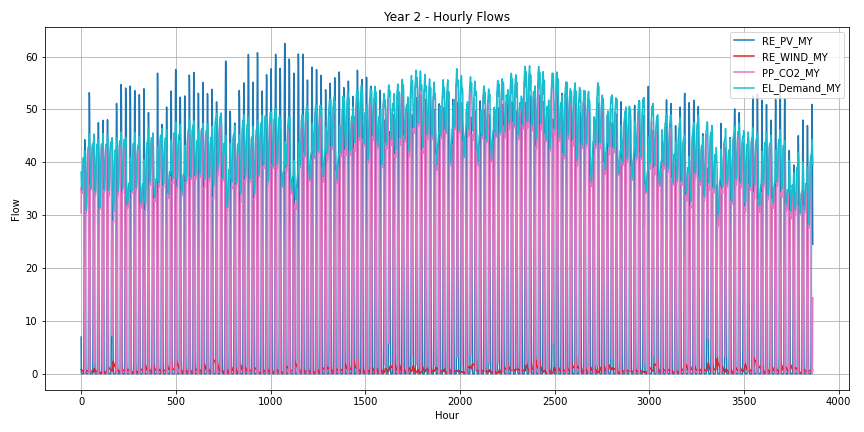 Year 2 - Hourly Flows
RE_PV_MY
RE_WIND_MY
PP_CO2_MY
EL_Demand_MY
60
50
40
30
20
10
0
Flow
0
500
1000
1500
2000
2500
3000
3500
4000
Hour